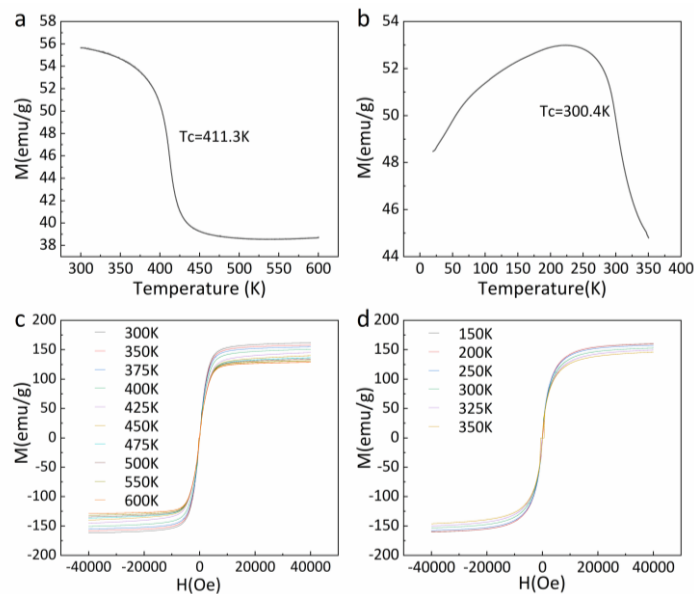 a
58
56
54
52
50
48
46
44
42
40
38
M(emu/g)
Tc=411.3K
300 350 400 450 500 550 600
Temperature (K)
b
54
52
50
48
46
44
M(emu/g)
Tc=300.4K
0 50 100 150 200 250 300 350 400
Temperature(K)
c
200
150
100
50
0
-50
-100
-150
-200
M(emu/g)
300K
350K
375K
400K
425K
450K
475K
500K
550K
600K
-40000 -20000 0 20000 40000
H(Oe)
d
200
150
100
50
0
-50
-100
-150
-200
M(emu/g)
150K
200K
250K
300K
325K
350K
-40000 -20000 0 20000 40000
H(Oe)